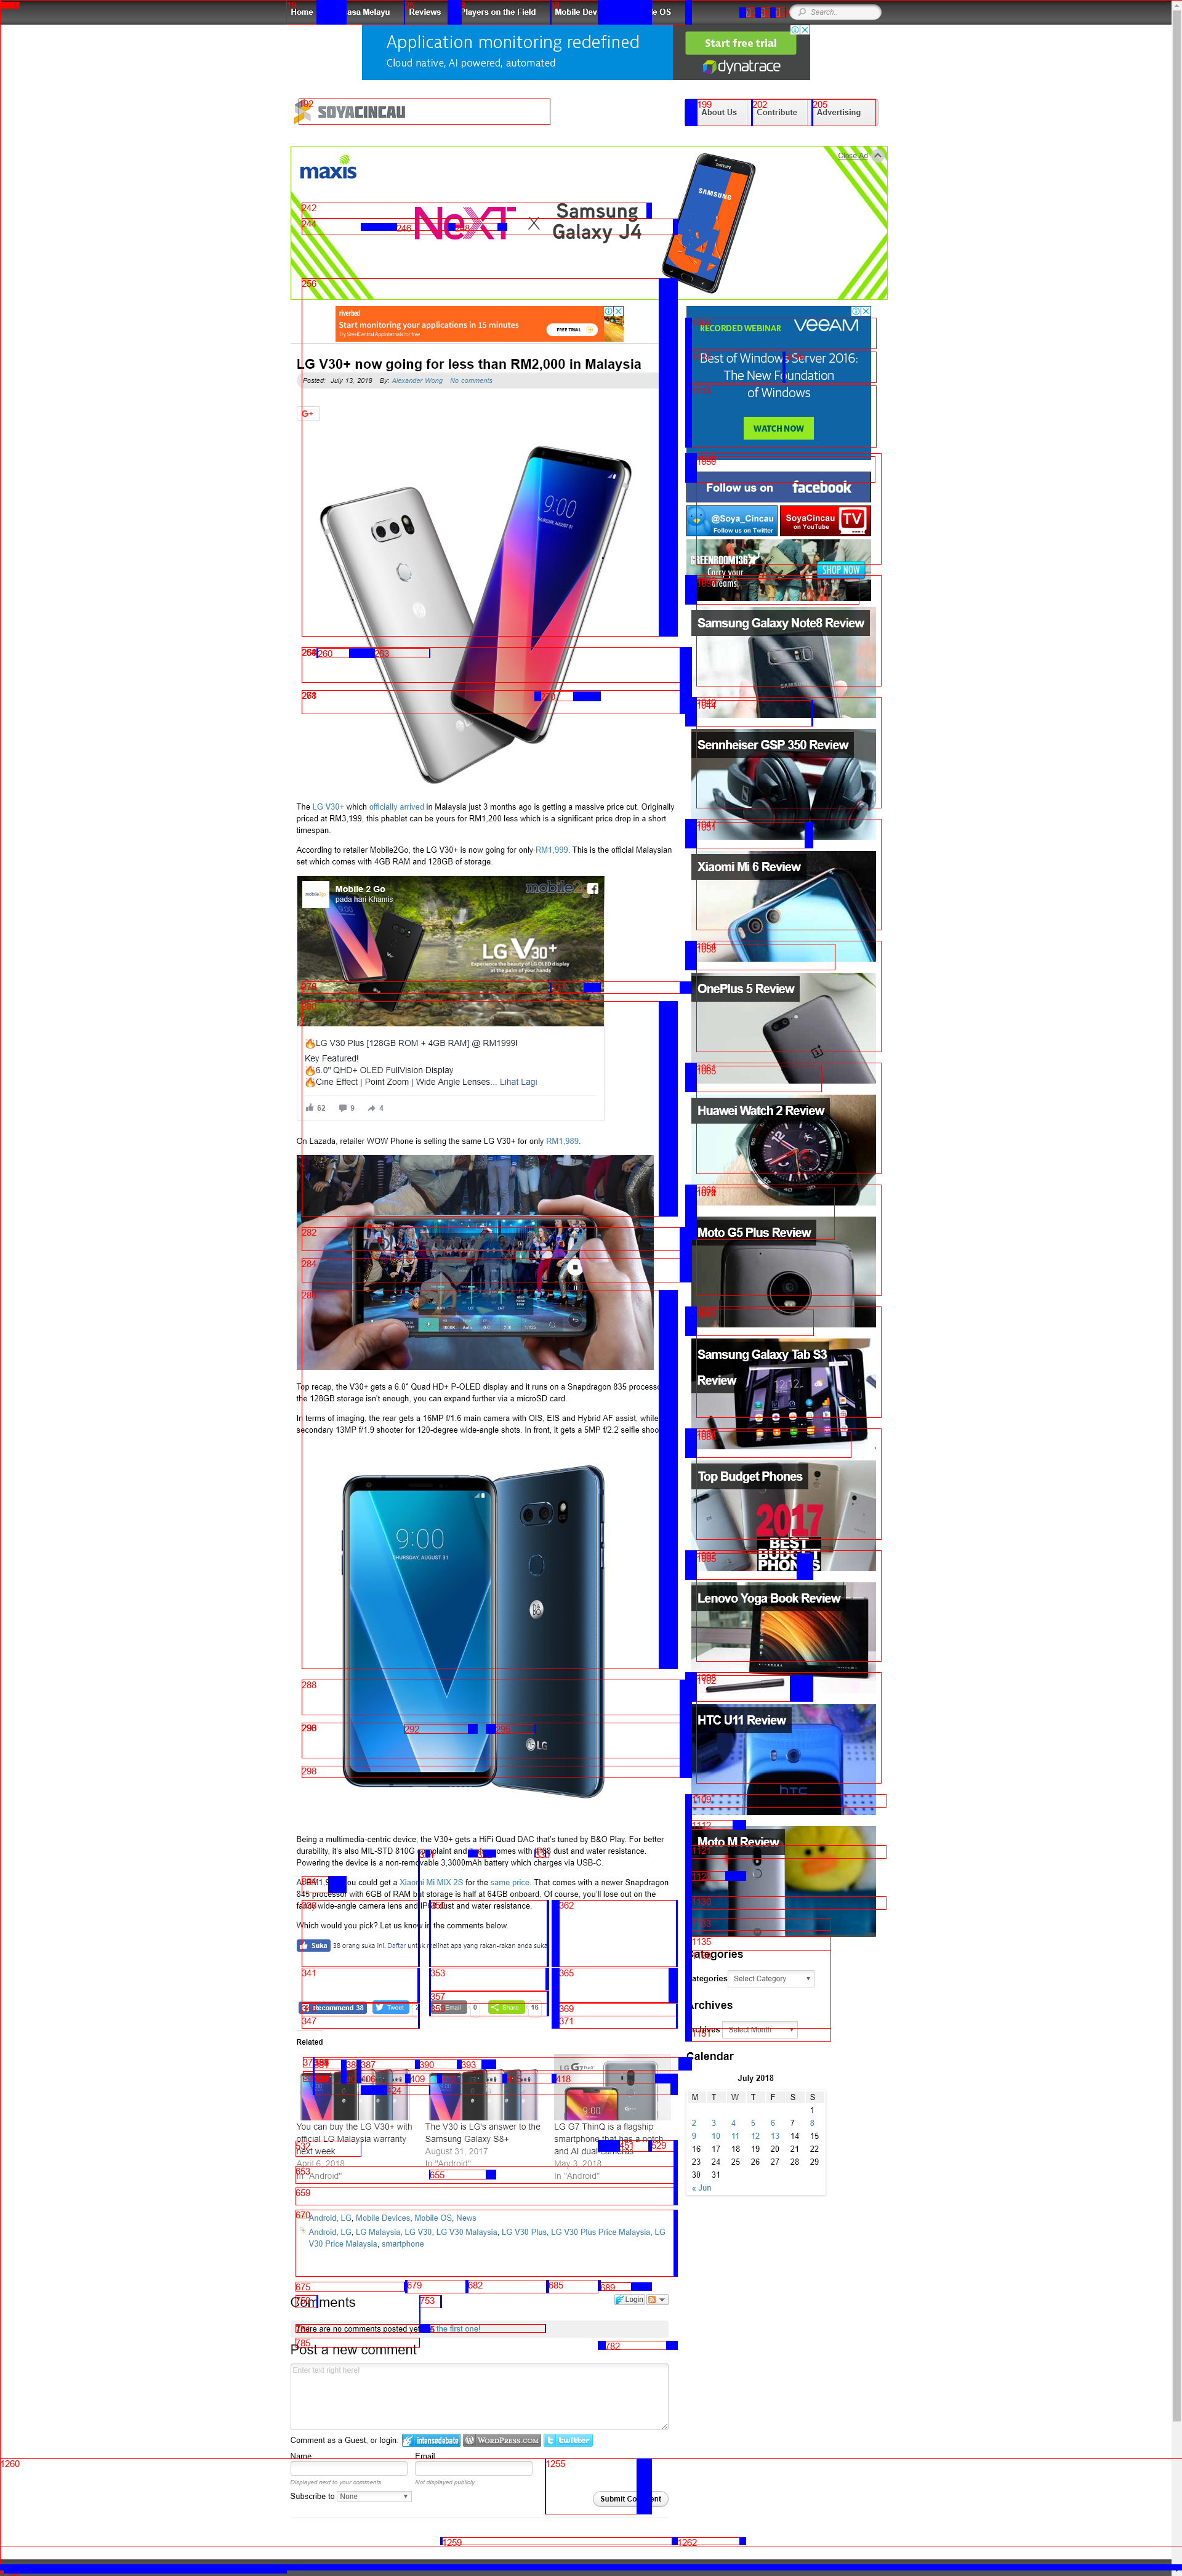 Home
Reviews
Players on the Field
Search..
Application monitoring redefined
Cloud native, AI powered, automated
Start free trial
dynatrace
SOYACINCAU
About Us
Contribute
Advertising
maxis
Close Ad
NeXT X Samsung Galaxy J4
riverbed
Start monitoring your applications in 15 minutes
Try SteelCentral AppInternals free
FREE TRIAL
RECORDED WEBINAR
VEEAM
Best of Windows Server 2016:
The New Foundation
of Windows
WATCH NOW
LG V30+ now going for less than RM2,000 in Malaysia
Posted: July 13, 2018 By: Alexander Wong No comments
G+
Follow us on facebook
@Soya_Cincau
Follow us on Twitter
SoyaCincau
on YouTube
TV
Carry your
dreams.
SHOP NOW
Samsung Galaxy Note8 Review
Sennheiser GSP 350 Review
Xiaomi Mi 6 Review
OnePlus 5 Review
Huawei Watch 2 Review
Moto G5 Plus Review
Samsung Galaxy Tab S3
Review
Top Budget Phones
2017
BEST
BUDGET
PHONES
Lenovo Yoga Book Review
HTC U11 Review
Moto M Review
The LG V30+ which officially arrived in Malaysia just 3 months ago is getting a massive price cut. Originally
priced at RM3,199, this phablet can be yours for RM1,200 less which is a significant price drop in a short
timespan.
According to retailer Mobile2Go, the LG V30+ is now going for only RM1,999. This is the official Malaysian
set which comes with 4GB RAM and 128GB of storage.
Mobile 2 Go
pada hari Khamis
LG V30+
Experience the beauty of LG OLED display
at the palm of your hands
LG V30 Plus [128GB ROM + 4GB RAM] @ RM1999!
Key Featured!
6.0" QHD+ OLED FullVision Display
Cine Effect | Point Zoom | Wide Angle Lenses... Lihat Lagi
62 9 4
On Lazada, retailer WOW Phone is selling the same LG V30+ for only RM1,989.
Top recap, the V30+ gets a 6.0" Quad HD+ P-OLED display and it runs on a Snapdragon 835
the 128GB storage isn't enough, you can expand further via a microSD card.
In terms of imaging, the rear gets a 16MP f/1.6 main camera with OIS, EIS and Hybrid AF assist, while
secondary 13MP f/1.9 shooter for 120-degree wide-angle shots. In front, it gets a 5MP f/2.2 selfie
Being a multimedia-centric device, the V30+ gets a HiFi Quad DAC that's tuned by B&O Play. For better
durability, it's also MIL-STD 810G compliant and comes with IP68 dust and water resistance.
Powering the device is a non-removable 3,3000mAh battery which charges via USB-C.
you could get a Xiaomi Mi MIX 2S for the same price. That comes with a newer Snapdragon
845 processor with 6GB of RAM but storage is half at 64GB onboard. Of course, you'll lose out on the
fancy wide-angle camera lens and IP68 dust and water resistance.
Which would you pick? Let us know in the comments below.
Suka
38 orang suka ini. Daftar untuk melihat apa yang rakan-rakan anda suka
Recommend 38
Tweet
Email
0
Share
16
Related
You can buy the LG V30+ with
official LG Malaysia warranty
next week
April 6, 2018
In "Android"
The V30 is LG's answer to the
Samsung Galaxy S8+
August 31, 2017
In "Android"
LG G7 ThinQ is a flagship
smartphone that has a notch
and AI dual cameras
May 3, 2018
In "Android"
Categories
Categories
Select Category
Archives
Archives
Select Month
Calendar
July 2018
M T W T F S S
1
2 3 4 5 6 7 8
9 10 11 12 13 14 15
16 17 18 19 20 21 22
23 24 25 26 27 28 29
30 31
« Jun
Android, LG, Mobile Devices, Mobile OS, News
Android, LG, LG Malaysia, LG V30, LG V30 Malaysia, LG V30 Plus, LG V30 Plus Price Malaysia, LG
V30 Price Malaysia, smartphone
Comments
Login
There are no comments posted yet.
the first one!
Post a new comment
Enter text right here!
Comment as a Guest, or login:
intensedebate
WordPress.com
twitter
Name
Email
Displayed next to your comments.
Not displayed publicly.
Subscribe to
None
Submit Comment